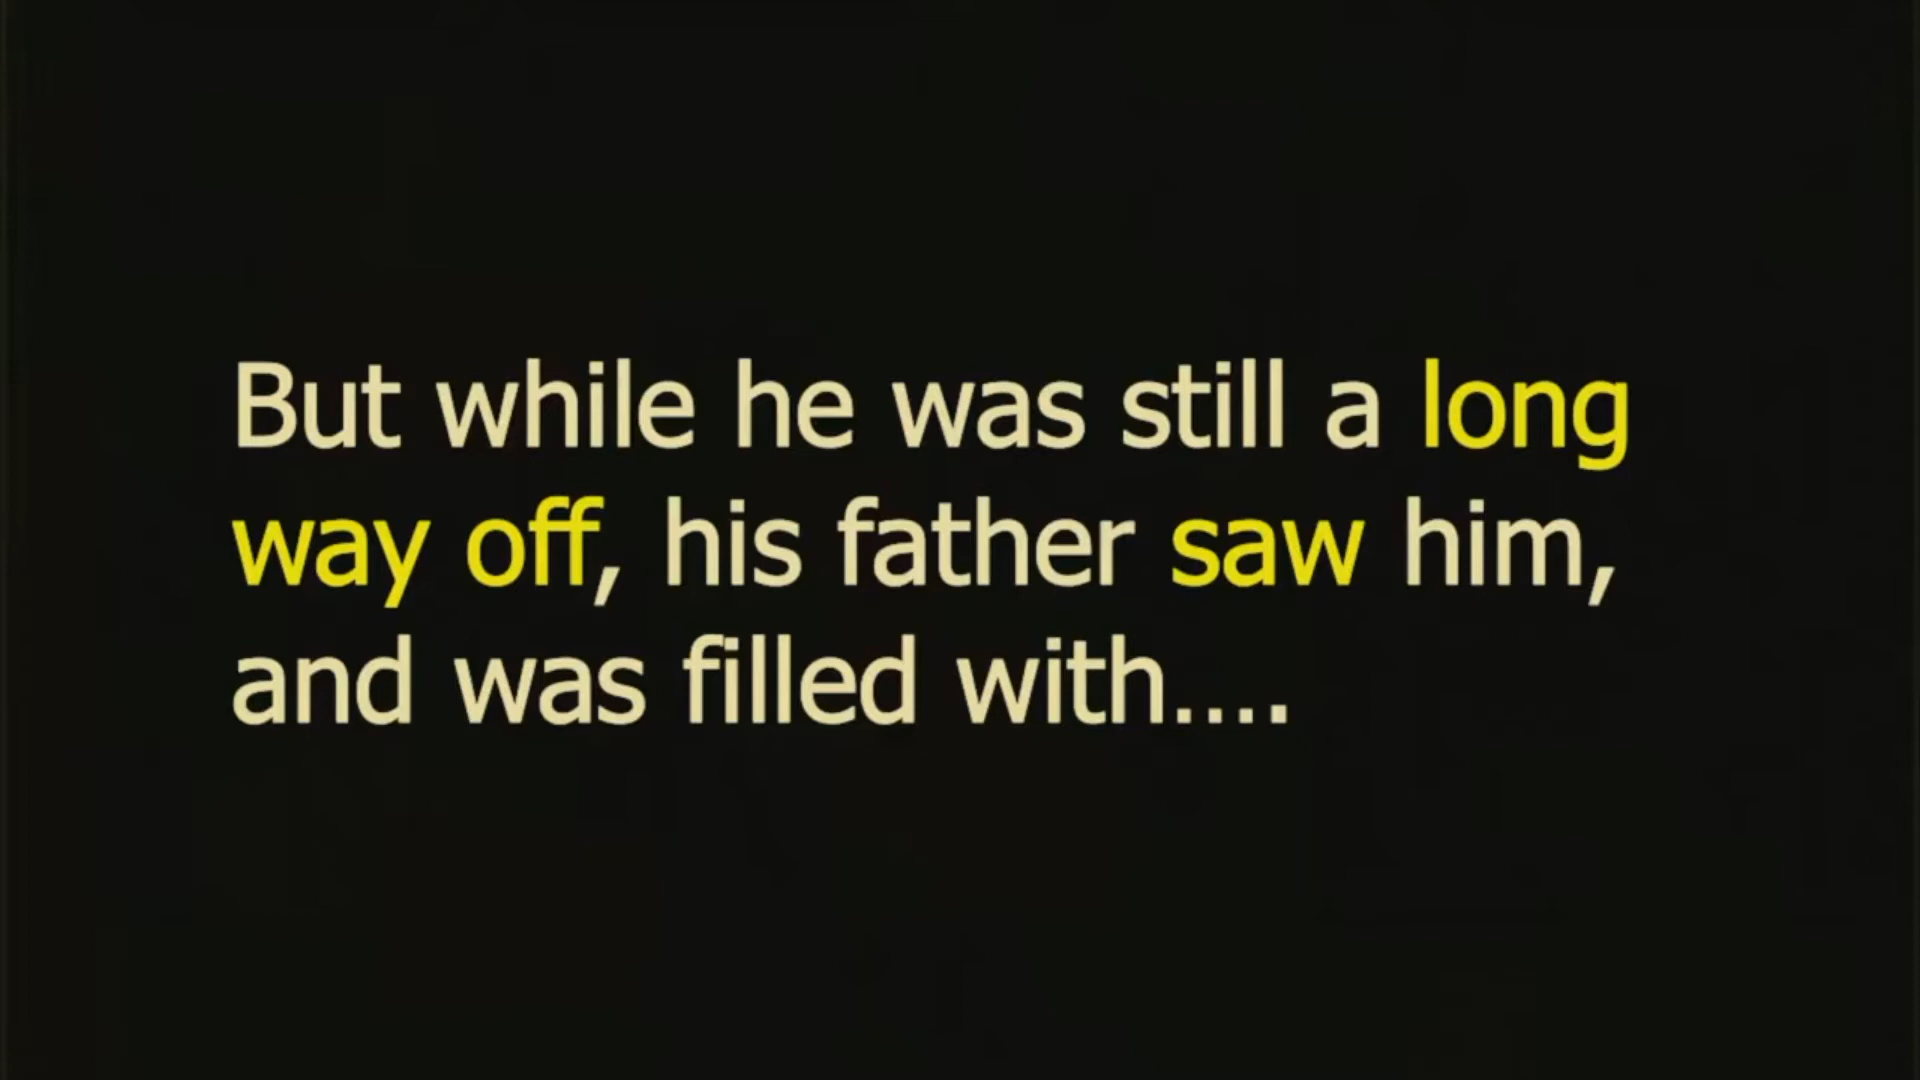 But while he was still a long
way off, his father saw him,
and was filled with....